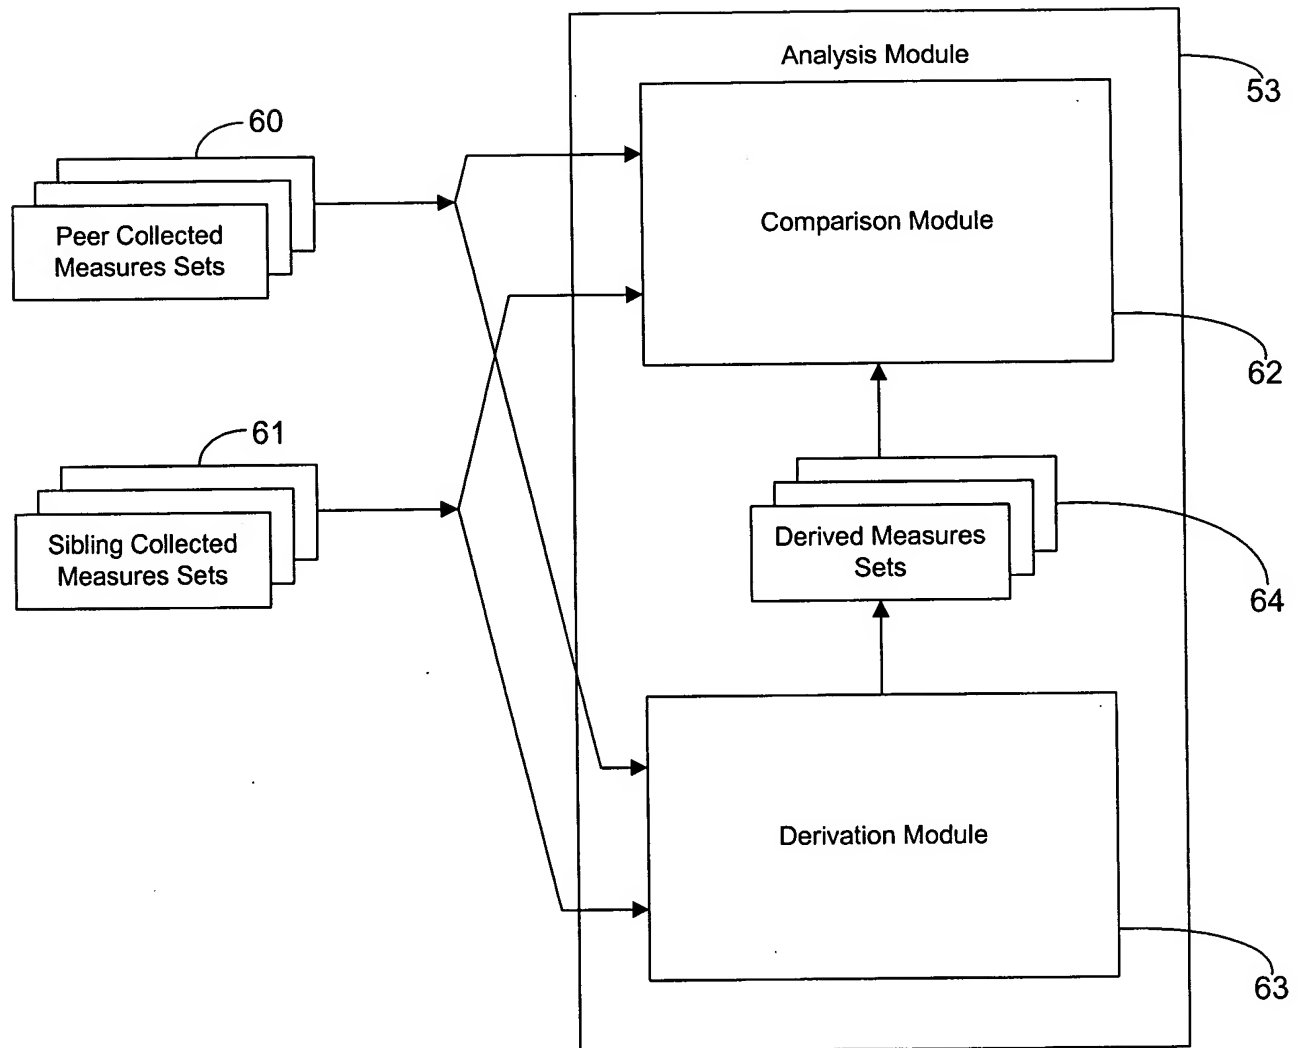 Analysis Module
53
60
Peer Collected
Measures Sets
Comparison Module
62
61
Sibling Collected
Measures Sets
Derived Measures
Sets
64
Derivation Module
63